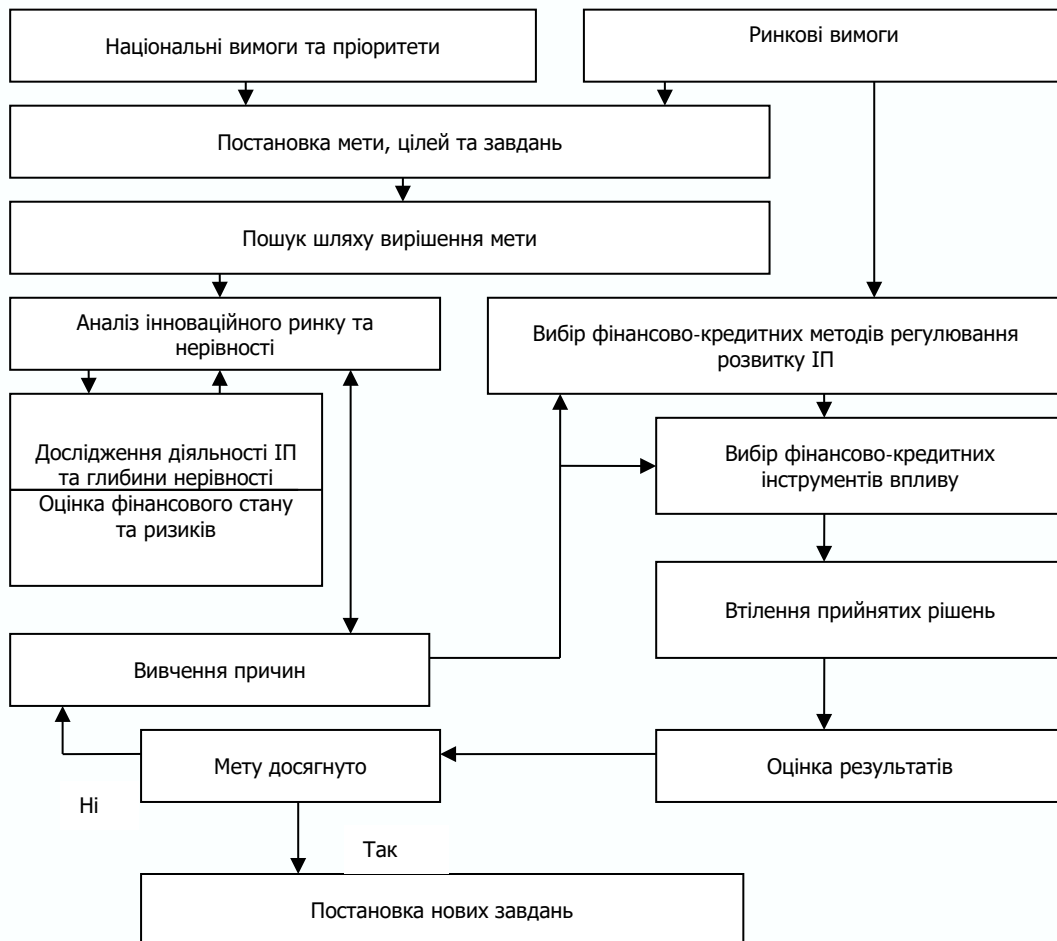 Національні вимоги та пріоритети
Ринкові вимоги
Постановка мети, цілей та завдань
Пошук шляху вирішення мети
Аналіз інноваційного ринку та
нерівності
Вибір фінансово-кредитних методів регулювання
розвитку ІП
Дослідження діяльності ІП
та глибини нерівності
Оцінка фінансового стану
та ризиків
Вибір фінансово-кредитних
інструментів впливу
Втілення прийнятих рішень
Вивчення причин
Мету досягнуто
Оцінка результатів
Ні
Так
Постановка нових завдань